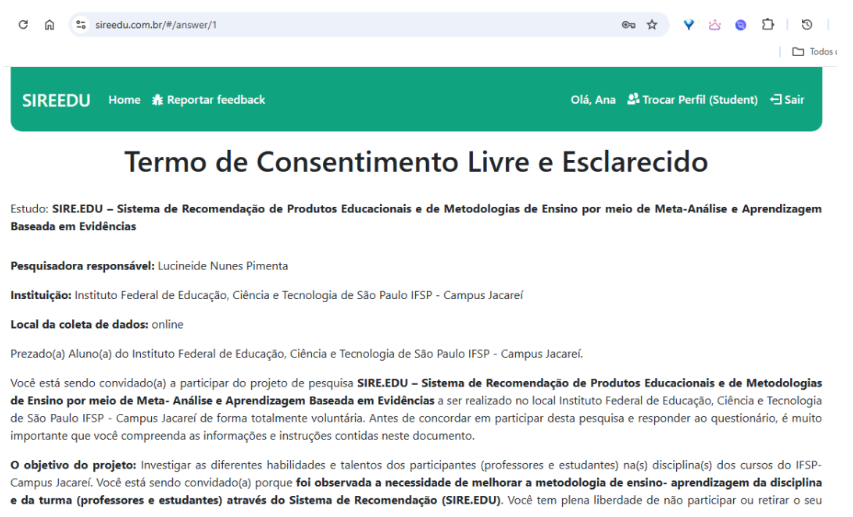 sireedu.com.br/#/answer/1
Todos
SIREEDU Home Reportar feedback Olá, Ana Trocar Perfil (Student) Sair
Termo de Consentimento Livre e Esclarecido
Estudo: SIRE.EDU – Sistema de Recomendação de Produtos Educacionais e de Metodologias de Ensino por meio de Meta-Análise e Aprendizagem
Baseada em Evidências
Pesquisadora responsável: Lucineide Nunes Pimenta
Instituição: Instituto Federal de Educação, Ciência e Tecnologia de São Paulo IFSP - Campus Jacareí
Local da coleta de dados: online
Prezado(a) Aluno(a) do Instituto Federal de Educação, Ciência e Tecnologia de São Paulo IFSP - Campus Jacareí.
Você está sendo convidado(a) a participar do projeto de pesquisa SIRE.EDU – Sistema de Recomendação de Produtos Educacionais e de Metodologias
de Ensino por meio de Meta- Análise e Aprendizagem Baseada em Evidências a ser realizado no local Instituto Federal de Educação, Ciência e Tecnologia
de São Paulo IFSP - Campus Jacareí de forma totalmente voluntária. Antes de concordar em participar desta pesquisa e responder ao questionário, é muito
importante que você compreenda as informações e instruções contidas neste documento.
O objetivo do projeto: Investigar as diferentes habilidades e talentos dos participantes (professores e estudantes) na(s) disciplina(s) dos cursos do IFSP-
Campus Jacareí. Você está sendo convidado(a) porque foi observada a necessidade de melhorar a metodologia de ensino- aprendizagem da disciplina
e da turma (professores e estudantes) através do Sistema de Recomendação (SIRE.EDU). Você tem plena liberdade de não participar ou retirar o seu